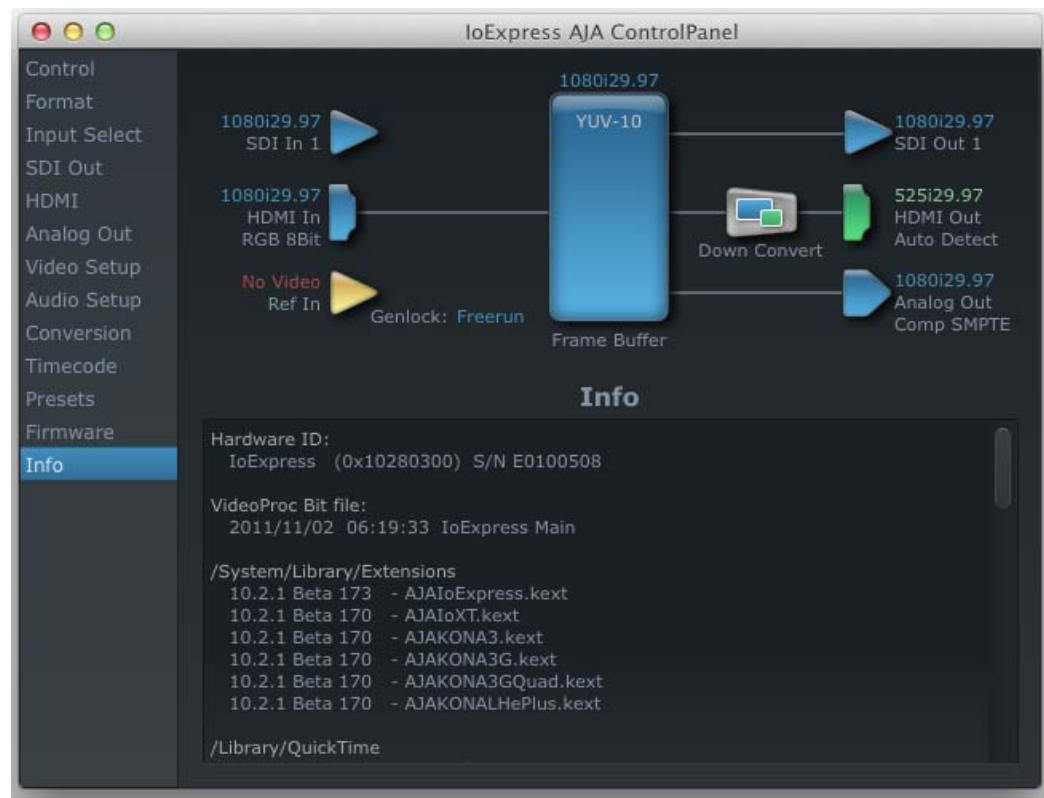 IoExpress AJA ControlPanel
Control
Format
Input Select
SDI Out
HDMI
Analog Out
Video Setup
Audio Setup
Conversion
Timecode
Presets
Firmware
Info
1080i29.97
YUV-10
Frame Buffer
1080i29.97
SDI In 1
1080i29.97
HDMI In
RGB 8Bit
No Video
Ref In
Genlock: Freerun
Down Convert
1080i29.97
SDI Out 1
525i29.97
HDMI Out
Auto Detect
1080i29.97
Analog Out
Comp SMPTE
Info
Hardware ID:
IoExpress (0x10280300) S/N E0100508
VideoProc Bit file:
2011/11/02 06:19:33 IoExpress Main
/System/Library/Extensions
10.2.1 Beta 173 - AJAIoExpress.kext
10.2.1 Beta 170 - AJAIoXT.kext
10.2.1 Beta 170 - AJAKONA3.kext
10.2.1 Beta 170 - AJAKONA3G.kext
10.2.1 Beta 170 - AJAKONA3GQuad.kext
10.2.1 Beta 170 - AJAKONALHePlus.kext
/Library/QuickTime